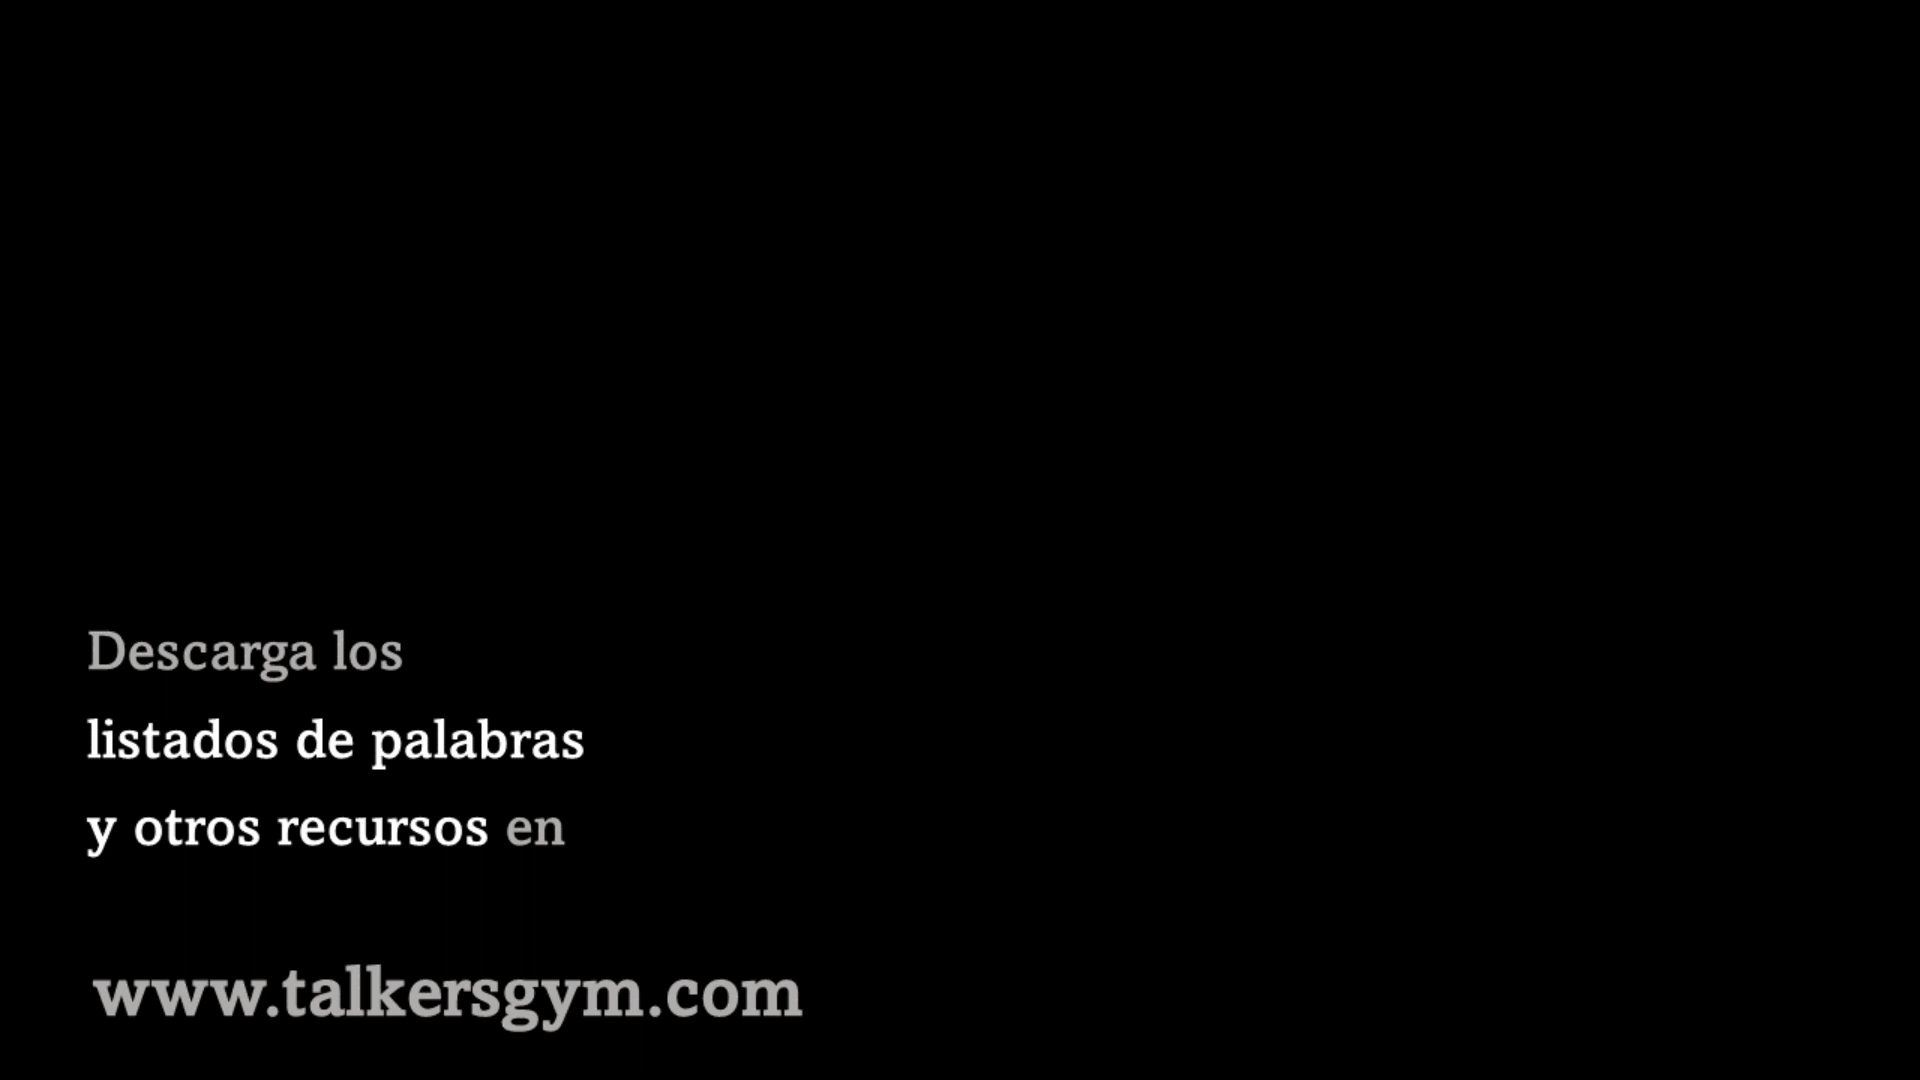 Descarga los
listados de palabras
y otros recursos en
www.talkersgym.com